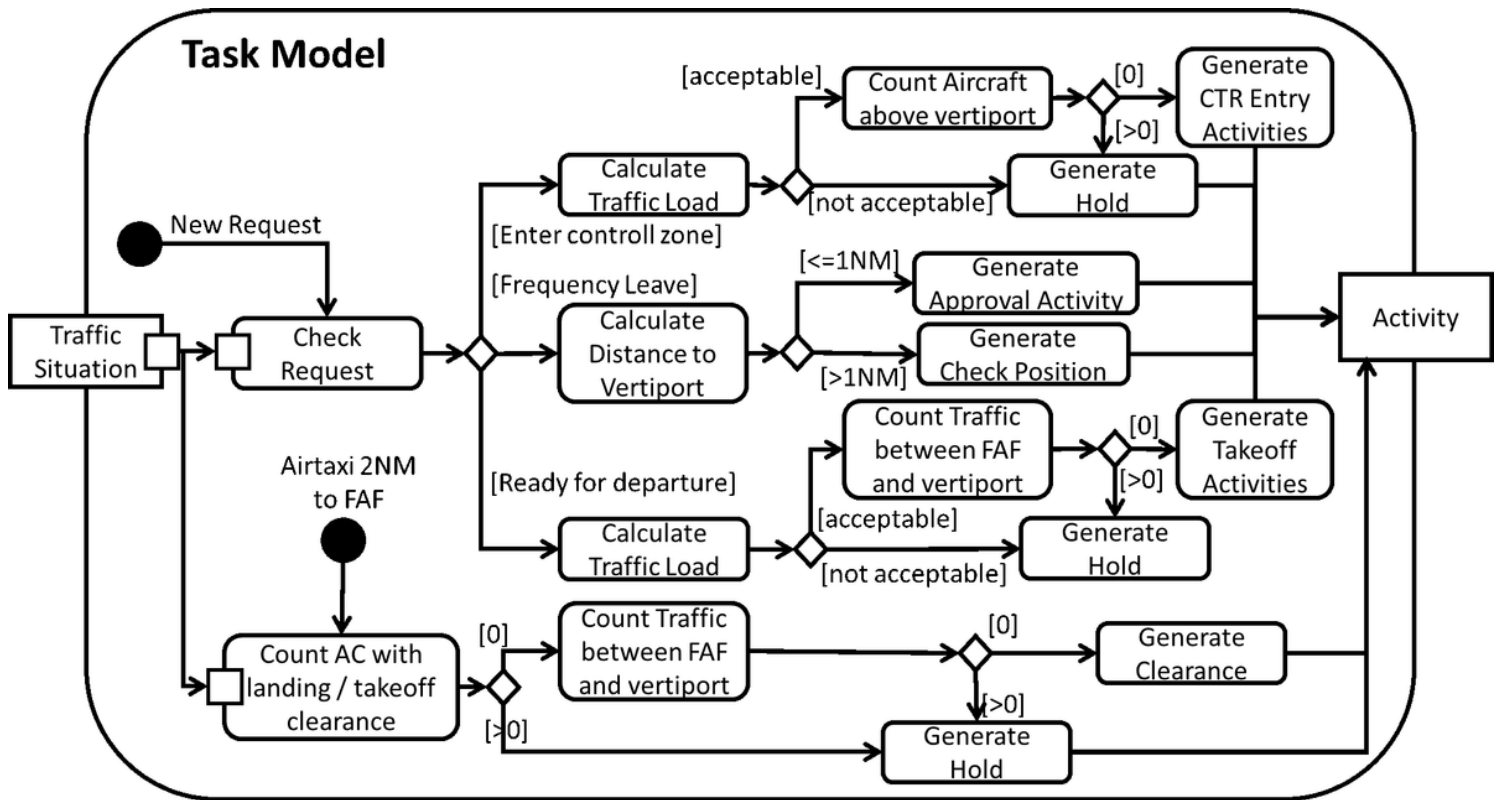 Task Model
[acceptable]
Count Aircraft
above vertiport
[0]
Generate
CTR Entry
Activities
[>0]
Calculate
Traffic Load
[not acceptable]
Generate
Hold
New Request
[Enter controll zone]
[Frequency Leave]
[<=1NM]
Generate
Approval Activity
Traffic
Situation
Check
Request
Calculate
Distance to
Vertiport
[>1NM]
Generate
Check Position
Activity
Airtaxi 2NM
to FAF
[Ready for departure]
Count Traffic
between FAF
and vertiport
[0]
Generate
Takeoff
Activities
[>0]
[acceptable]
Calculate
Traffic Load
[not acceptable]
Generate
Hold
Count AC with
landing / takeoff
clearance
[0]
Count Traffic
between FAF
and vertiport
[0]
Generate
Clearance
[>0]
[>0]
Generate
Hold